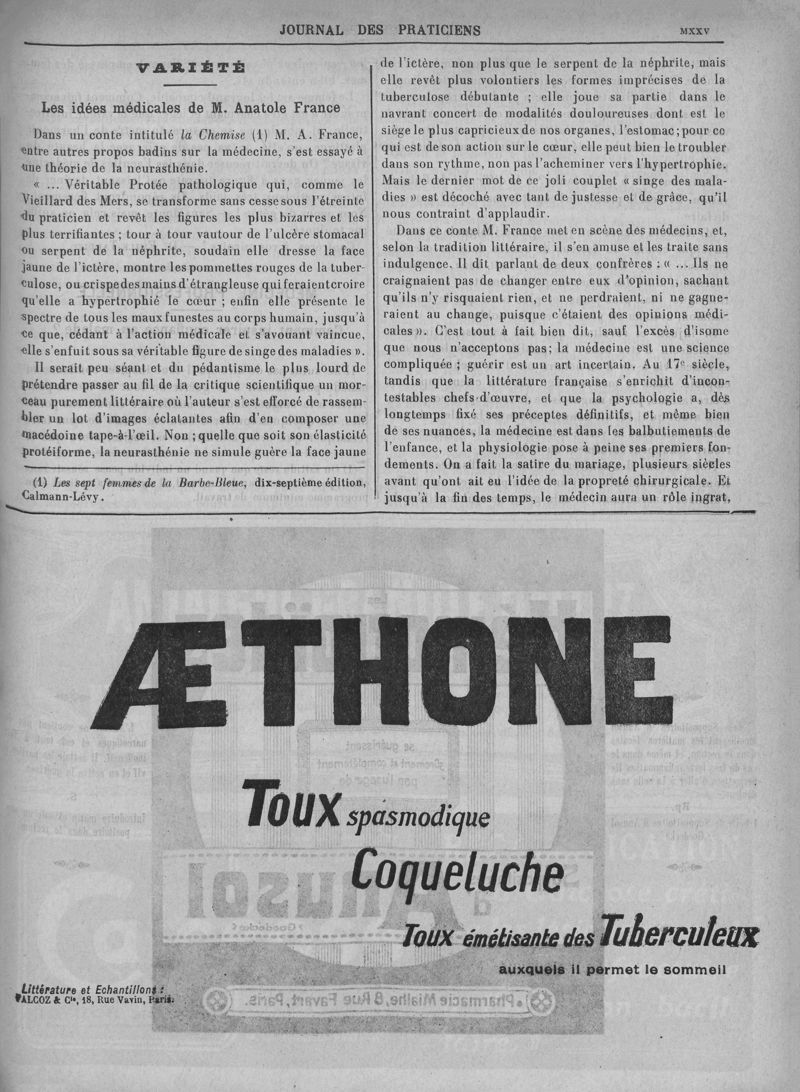 JOURNAL DES PRATICIENS
MXXV
VARIÉTÉ
Les idées médicales de M. Anatole France
Dans un conte intitulé la Chemise (1) M. A. France,
entre autres propos badins sur la médecine, s'est essayé à
une théorie de la neurasthénie.
« ... Véritable Protée pathologique qui, comme le
Vieillard des Mers, se transforme sans cesse sous l'étreinte
du praticien et revêt les figures les plus bizarres et les
plus terrifiantes ; tour à tour vautour de l'ulcère stomacal
ou serpent de la néphrite, soudain elle dresse la face
jaune de l'ictère, montre les pommettes rouges de la tuber-
culose, ou crispe des mains d'étrangleuse qui feraient croire
qu'elle a hypertrophié le cœur ; enfin elle présente le
spectre de tous les maux funestes au corps humain, jusqu'à
ce que, cédant à l'action médicale et s'avouant vaincue,
elle s'enfuit sous sa véritable figure de singe des maladies ».
Il serait peu séant et du pédantisme le plus lourd de
prétendre passer au fil de la critique scientifique un mor-
ceau purement littéraire où l'auteur s'est efforcé de rassem-
bler un lot d'images éclatantes afin d'en composer une
macédoine tape-à-l'œil. Non ; quelle que soit son élasticité
protéiforme, la neurasthénie ne simule guère la face jaune
(1) Les sept femmes de la Barbe-Bleue, dix-septième édition,
Calmann-Lévy.
de l'ictère, non plus que le serpent de la néphrite, mais
elle revêt plus volontiers les formes imprécises de la
tuberculose débutante ; elle joue sa partie dans le
navrant concert de modalités douloureuses dont est le
siège le plus capricieux de nos organes, l'estomac ; pour ce
qui est de son action sur le cœur, elle peut bien le troubler
dans son rythme, non pas l'acheminer vers l'hypertrophie.
Mais le dernier mot de ce joli couplet « singe des mala-
dies » est décoché avec tant de justesse et de grâce, qu'il
nous contraint d'applaudir.
Dans ce conte M. France met en scène des médecins, et,
selon la tradition littéraire, il s'en amuse et les traite sans
indulgence. Il dit parlant de deux confrères : « ... Ils ne
craignaient pas de changer entre eux d'opinion, sachant
qu'ils n'y risquaient rien, et ne perdraient, ni ne gagne-
raient au change, puisque c'étaient des opinions médi-
cales ». C'est tout à fait bien dit, sauf l'excès d'isome
que nous n'acceptons pas ; la médecine est une science
compliquée ; guérir est un art incertain. Au 17e siècle,
tandis que la littérature française s'enrichit d'incon-
testables chefs-d'œuvre, et que la psychologie a, dès
longtemps fixé ses préceptes définitifs, et même bien
de ses nuances, la médecine est dans les balbutiements de
l'enfance, et la physiologie pose à peine ses premiers fon-
dements. On a fait la satire du mariage, plusieurs siècles
avant qu'ont ait eu l'idée de la propreté chirurgicale. Et
jusqu'à la fin des temps, le médecin aura un rôle ingrat,
ÆTHONE
Toux spasmodique
Coqueluche
Toux émétisante des Tuberculeux
auxquels il permet le sommeil
Littérature et Echantillons :
FALCOZ & Cie, 18, Rue Vavin, Paris.